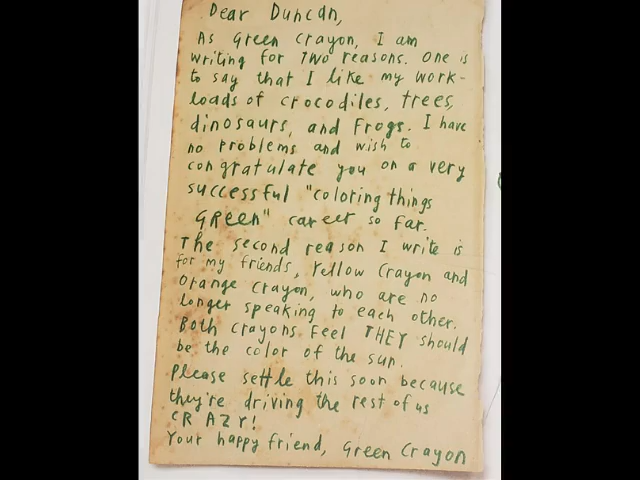 Dear Duncan,
As Green Crayon, I am
writing for TWO reasons. One is
to say that I like my work-
loads of crocodiles, trees,
dinosaurs, and frogs. I have
no problems and wish to
congratulate you on a very
successful "coloring things
GReen" career so far.
The second reason I write is
for my friends, Yellow Crayon and
Orange Crayon, who are no
longer speaking to each other.
Both crayons feel THEY should
be the color of the sun.
please settle this soon because
they're driving the rest of us
CRAZY!
Your happy friend, Green Crayon